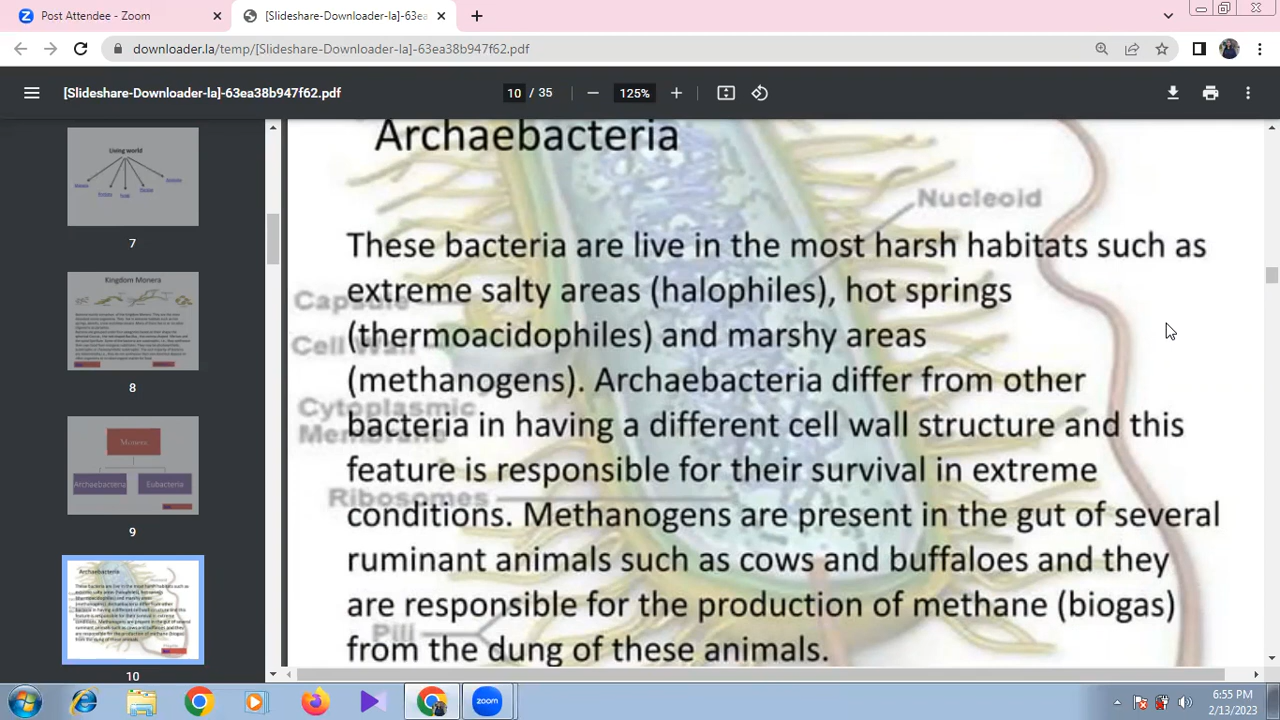 Post Attendee - Zoom
[Slideshare-Downloader-la]-63ea
downloader.la/temp/[Slideshare-Downloader-la]-63ea38b947f62.pdf
[Slideshare-Downloader-la]-63ea38b947f62.pdf
10 / 35
125%
Living world
7
Kingdom Monera
8
Monera
Archaebacteria
Eubacteria
9
Archaebacteria
10
Archaebacteria
Nucleoid
These bacteria are live in the most harsh habitats such as
extreme salty areas (halophiles), hot springs
Capsule
(thermoacidophiles) and marshy areas
Cell Wall
(methanogens). Archaebacteria differ from other
Cytoplasmic
Membrane
bacteria in having a different cell wall structure and this
feature is responsible for their survival in extreme
Ribosomes
conditions. Methanogens are present in the gut of several
ruminant animals such as cows and buffaloes and they
are responsible for the production of methane (biogas)
Pili
from the dung of these animals.
zoom
6:55 PM
2/13/2023